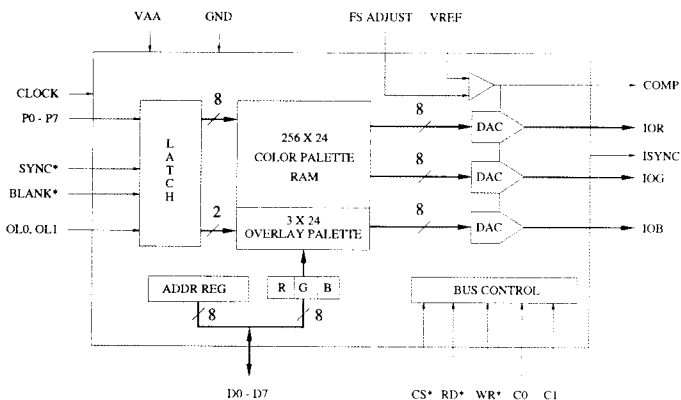 VAA GND FS ADJUST VREF
CLOCK
COMP
P0 - P7
8
8
IOR
L
A
T
C
H
256 X 24
COLOR PALETTE
RAM
DAC
ISYNC
SYNC*
8
DAC
IOG
BLANK*
2
3 X 24
OVERLAY PALETTE
8
DAC
IOB
OL0, OL1
ADDR REG
R G B
BUS CONTROL
8
8
D0 - D7
CS* RD* WR* C0 C1